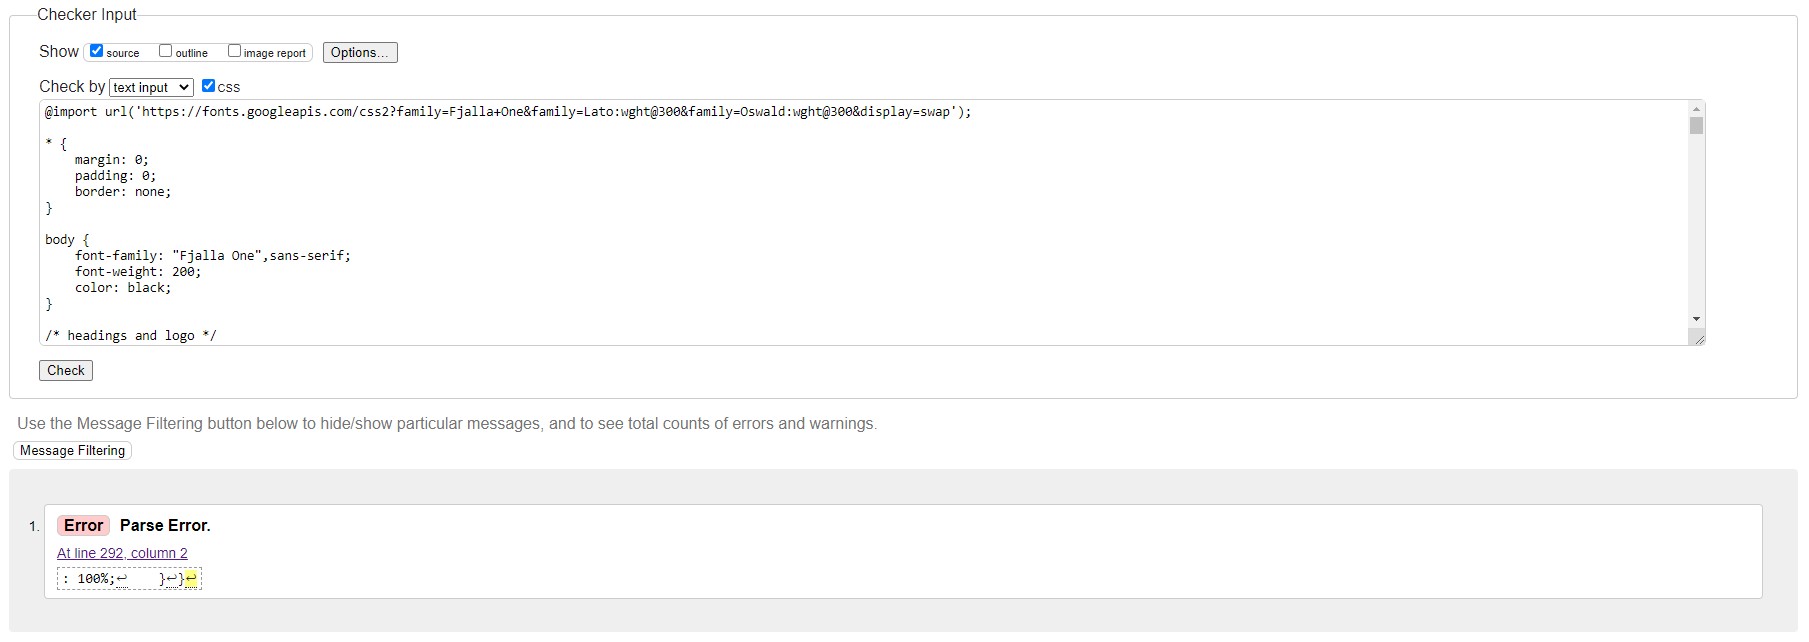 Checker Input
Show source outline image report Options...
Check by text input css
@import url('https://fonts.googleapis.com/css2?family=Fjalla+One&family=Lato:wght@300&family=Oswald:wght@300&display=swap');
* {
margin: 0;
padding: 0;
border: none;
}
body {
font-family: "Fjalla One",sans-serif;
font-weight: 200;
color: black;
}
/* headings and logo */
Check
Use the Message Filtering button below to hide/show particular messages, and to see total counts of errors and warnings.
Message Filtering
1. Error Parse Error.
At line 292, column 2
: 100%;↩    }↩}↩